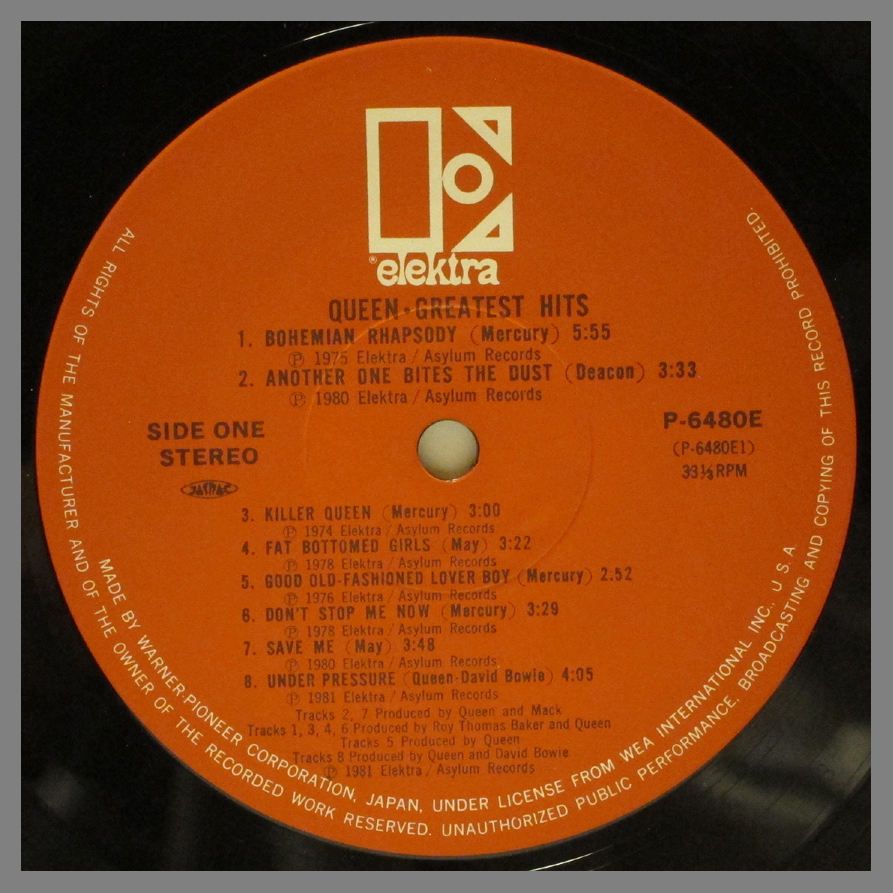 ® elektra
QUEEN•GREATEST HITS
1. BOHEMIAN RHAPSODY (Mercury) 5:55
Ⓟ 1975 Elektra / Asylum Records
2. ANOTHER ONE BITES THE DUST (Deacon) 3:33
Ⓟ 1980 Elektra / Asylum Records
SIDE ONE
STEREO
JASRAC
P-6480E
(P-6480E1)
33⅓RPM
3. KILLER QUEEN (Mercury) 3:00
Ⓟ 1974 Elektra / Asylum Records
4. FAT BOTTOMED GIRLS (May) 3:22
Ⓟ 1978 Elektra / Asylum Records
5. GOOD OLD-FASHIONED LOVER BOY (Mercury) 2:52
Ⓟ 1976 Elektra / Asylum Records
6. DON'T STOP ME NOW (Mercury) 3:29
Ⓟ 1978 Elektra / Asylum Records
7. SAVE ME (May) 3:48
Ⓟ 1980 Elektra / Asylum Records
8. UNDER PRESSURE (Queen-David Bowie) 4:05
Ⓟ 1981 Elektra / Asylum Records
Tracks 2, 7 Produced by Queen and Mack
Tracks 1, 3, 4, 6 Produced by Roy Thomas Baker and Queen
Tracks 5 Produced by Queen
Tracks 8 Produced by Queen and David Bowie
Ⓟ 1981 Elektra / Asylum Records
MADE BY WARNER-PIONEER CORPORATION, JAPAN, UNDER LICENSE FROM WEA INTERNATIONAL INC. U.S.A.
ALL RIGHTS OF THE MANUFACTURER AND OF THE OWNER OF THE RECORDED WORK RESERVED. UNAUTHORIZED PUBLIC PERFORMANCE, BROADCASTING AND COPYING OF THIS RECORD PROHIBITED